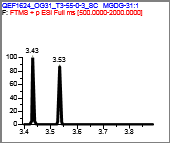 QEF1624_OG31_T3-55-0-3_SC MGDG-31:1
F: FTMS + p ESI Full ms [500.0000-2000.0000]
3.43
3.53
100
80
60
40
20
0
3.4 3.5 3.6 3.7 3.8